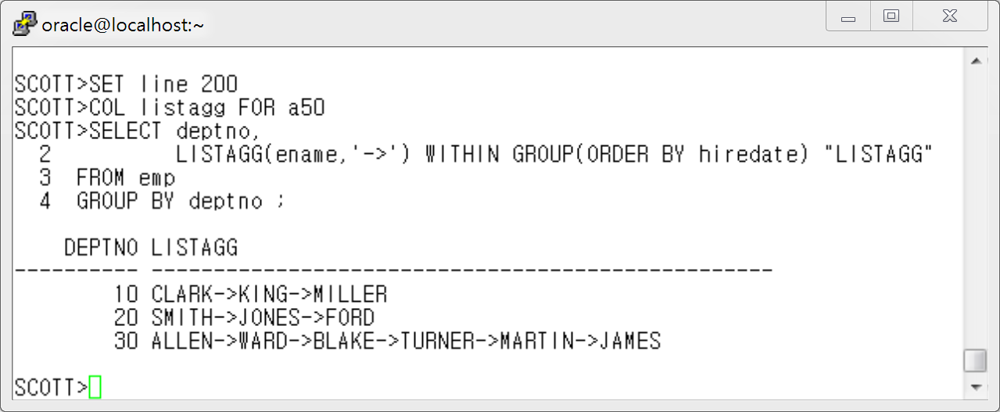 oracle@localhost:~
SCOTT>SET line 200
SCOTT>COL listagg FOR a50
SCOTT>SELECT deptno,
  2          LISTAGG(ename,'->') WITHIN GROUP(ORDER BY hiredate) "LISTAGG"
  3  FROM emp
  4  GROUP BY deptno ;
    DEPTNO LISTAGG
---------- --------------------------------------------------
        10 CLARK->KING->MILLER
        20 SMITH->JONES->FORD
        30 ALLEN->WARD->BLAKE->TURNER->MARTIN->JAMES
SCOTT>